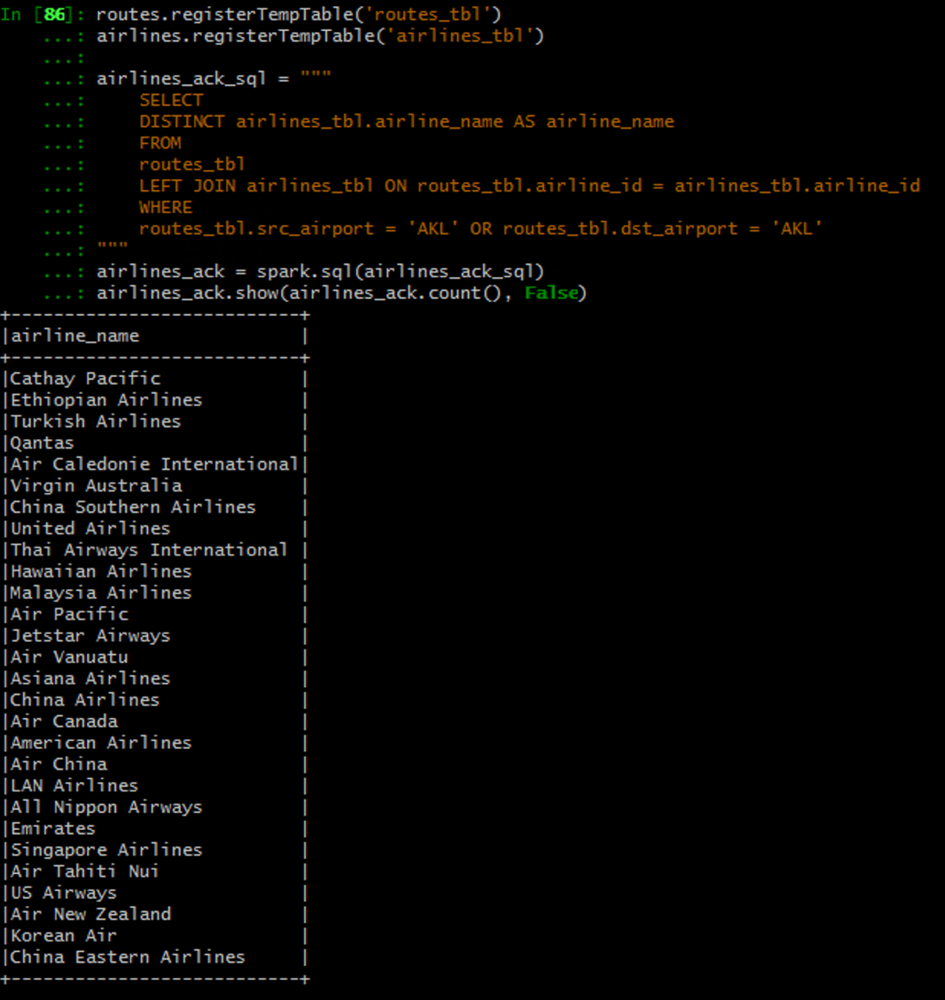 In [86]: routes.registerTempTable('routes_tbl')
    ...: airlines.registerTempTable('airlines_tbl')
    ...:
    ...: airlines_ack_sql = """
    ...:     SELECT
    ...:     DISTINCT airlines_tbl.airline_name AS airline_name
    ...:     FROM
    ...:     routes_tbl
    ...:     LEFT JOIN airlines_tbl ON routes_tbl.airline_id = airlines_tbl.airline_id
    ...:     WHERE
    ...:     routes_tbl.src_airport = 'AKL' OR routes_tbl.dst_airport = 'AKL'
    ...: """
    ...: airlines_ack = spark.sql(airlines_ack_sql)
    ...: airlines_ack.show(airlines_ack.count(), False)
+---------------------------+
|airline_name               |
+---------------------------+
|Cathay Pacific             |
|Ethiopian Airlines         |
|Turkish Airlines           |
|Qantas                     |
|Air Caledonie International|
|Virgin Australia           |
|China Southern Airlines    |
|United Airlines            |
|Thai Airways International |
|Hawaiian Airlines          |
|Malaysia Airlines          |
|Air Pacific                |
|Jetstar Airways            |
|Air Vanuatu                |
|Asiana Airlines            |
|China Airlines             |
|Air Canada                 |
|American Airlines          |
|Air China                  |
|LAN Airlines               |
|All Nippon Airways         |
|Emirates                   |
|Singapore Airlines         |
|Air Tahiti Nui             |
|US Airways                 |
|Air New Zealand            |
|Korean Air                 |
|China Eastern Airlines     |
+---------------------------+